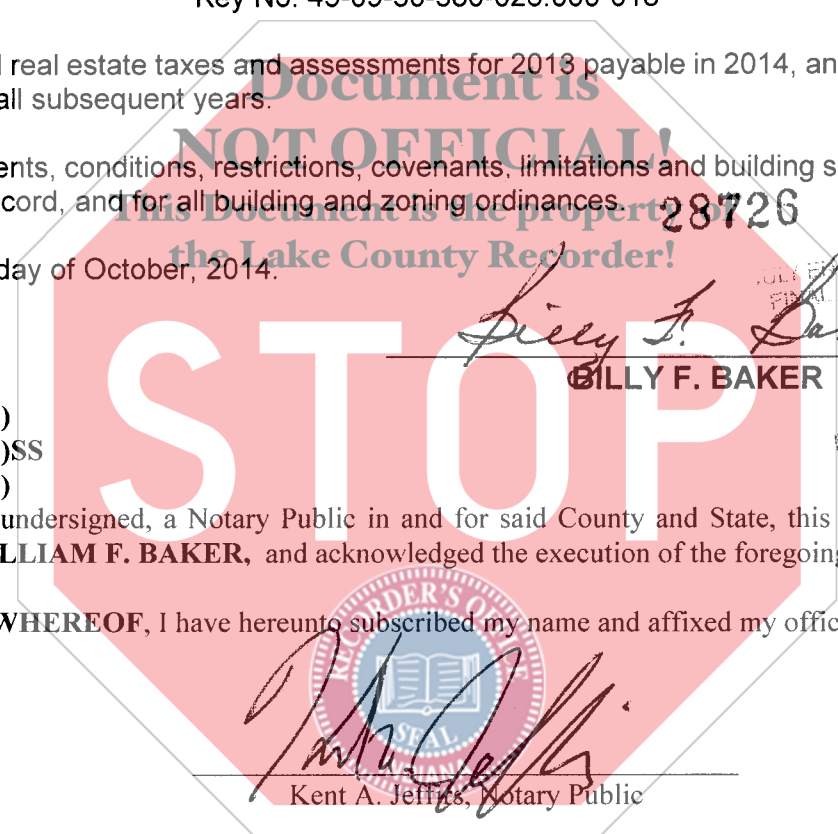 Key No. 45-09-30-380-023.000-018
l real estate taxes and assessments for 2013 payable in 2014, an
all subsequent years.
Document is
NOT OFFICIAL!
ents, conditions, restrictions, covenants, limitations and building s
cord, and for all building and zoning ordinances.
This Document is the property of
28726
the Lake County Recorder!
day of October, 2014.
FINAL
Billy F. Ba
BILLY F. BAKER
STOP
)
)SS
)
undersigned, a Notary Public in and for said County and State, this
LLIAM F. BAKER, and acknowledged the execution of the foregoing
WHEREOF, I have hereunto subscribed my name and affixed my offic
RECORDER'S OFFICE
SEAL
INDIANA
Kent A. Jeffirs, Notary Public